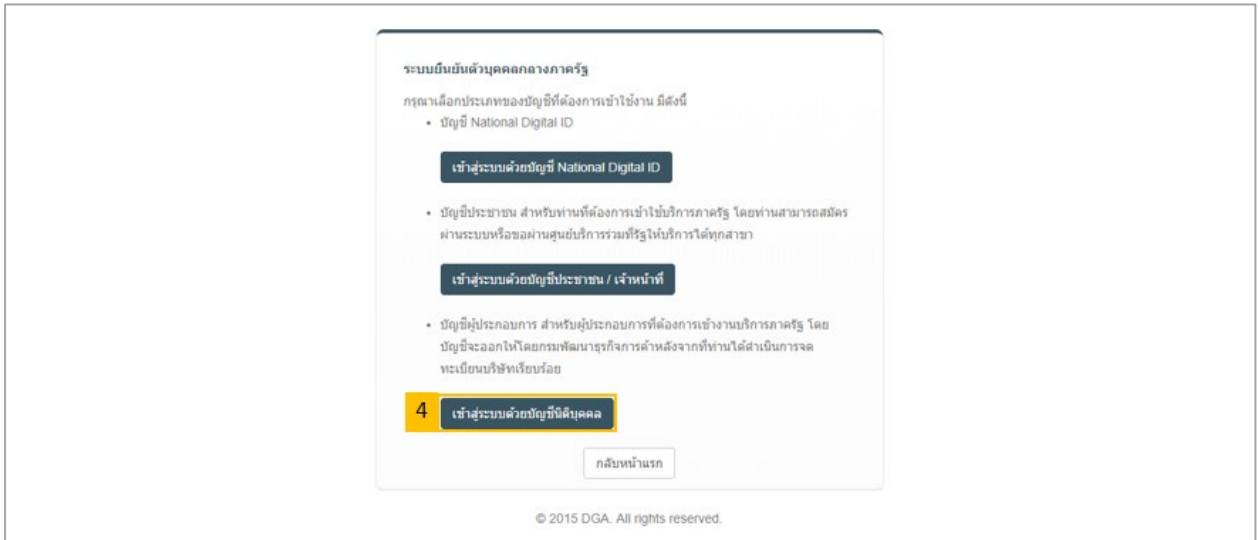 ระบบยืนยันตัวบุคคลกลางภาครัฐ
กรุณาเลือกประเภทของบัญชีที่ต้องการเข้าใช้งาน มีดังนี้
• บัญชี National Digital ID
เข้าสู่ระบบด้วยบัญชี National Digital ID
• บัญชีประชาชน สำหรับท่านที่ต้องการเข้าใช้บริการภาครัฐ โดยท่านสามารถสมัคร
ผ่านระบบหรือขอผ่านศูนย์บริการร่วมที่รัฐให้บริการได้ทุกสาขา
เข้าสู่ระบบด้วยบัญชีประชาชน / เจ้าหน้าที่
• บัญชีผู้ประกอบการ สำหรับผู้ประกอบการที่ต้องการเข้างานบริการภาครัฐ โดย
บัญชีจะออกให้โดยกรมพัฒนาธุรกิจการค้าหลังจากที่ท่านได้ดำเนินการจด
ทะเบียนบริษัทเรียบร้อย
4 เข้าสู่ระบบด้วยบัญชีนิติบุคคล
กลับหน้าแรก
© 2015 DGA. All rights reserved.